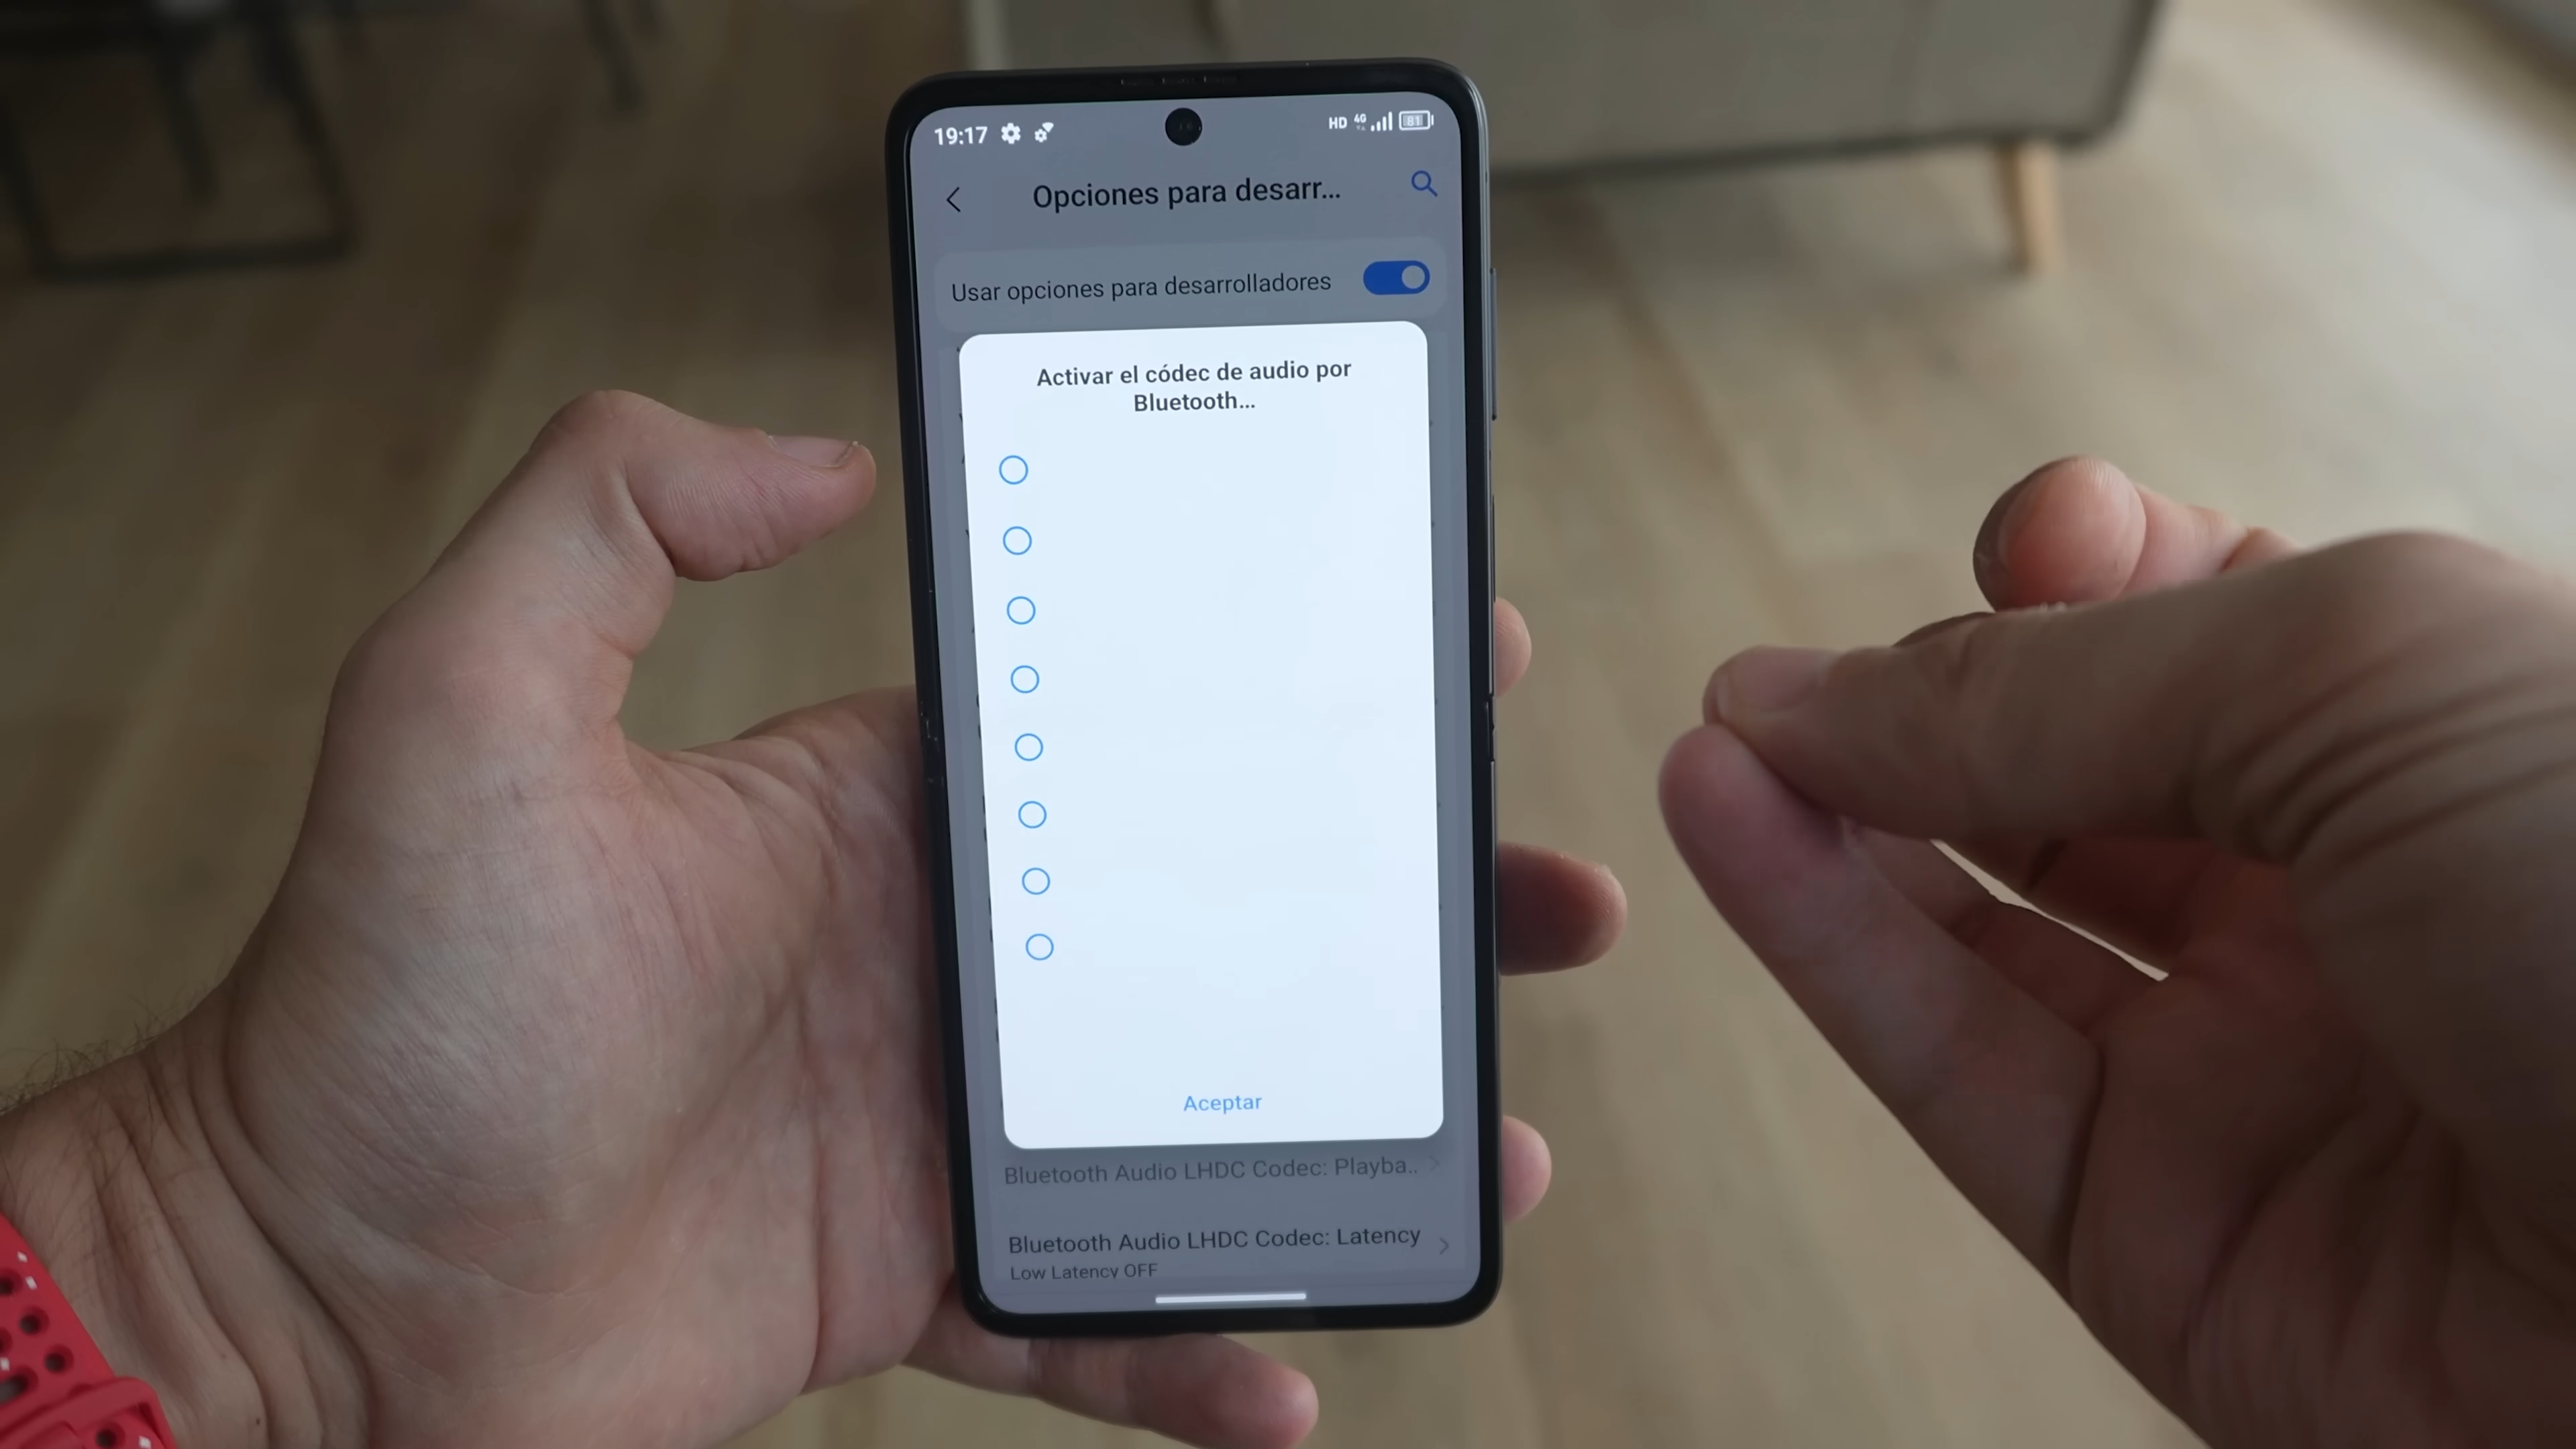 19:17 HD 4G 81
Opciones para desarr...
Usar opciones para desarrolladores
Activar el códec de audio por
Bluetooth...
Aceptar
Bluetooth Audio LHDC Codec: Playba..
Bluetooth Audio LHDC Codec: Latency
Low Latency OFF